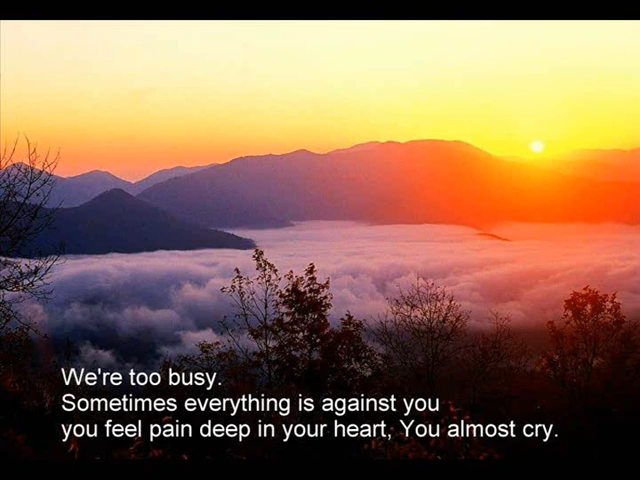 We're too busy.
Sometimes everything is against you
you feel pain deep in your heart, You almost cry.